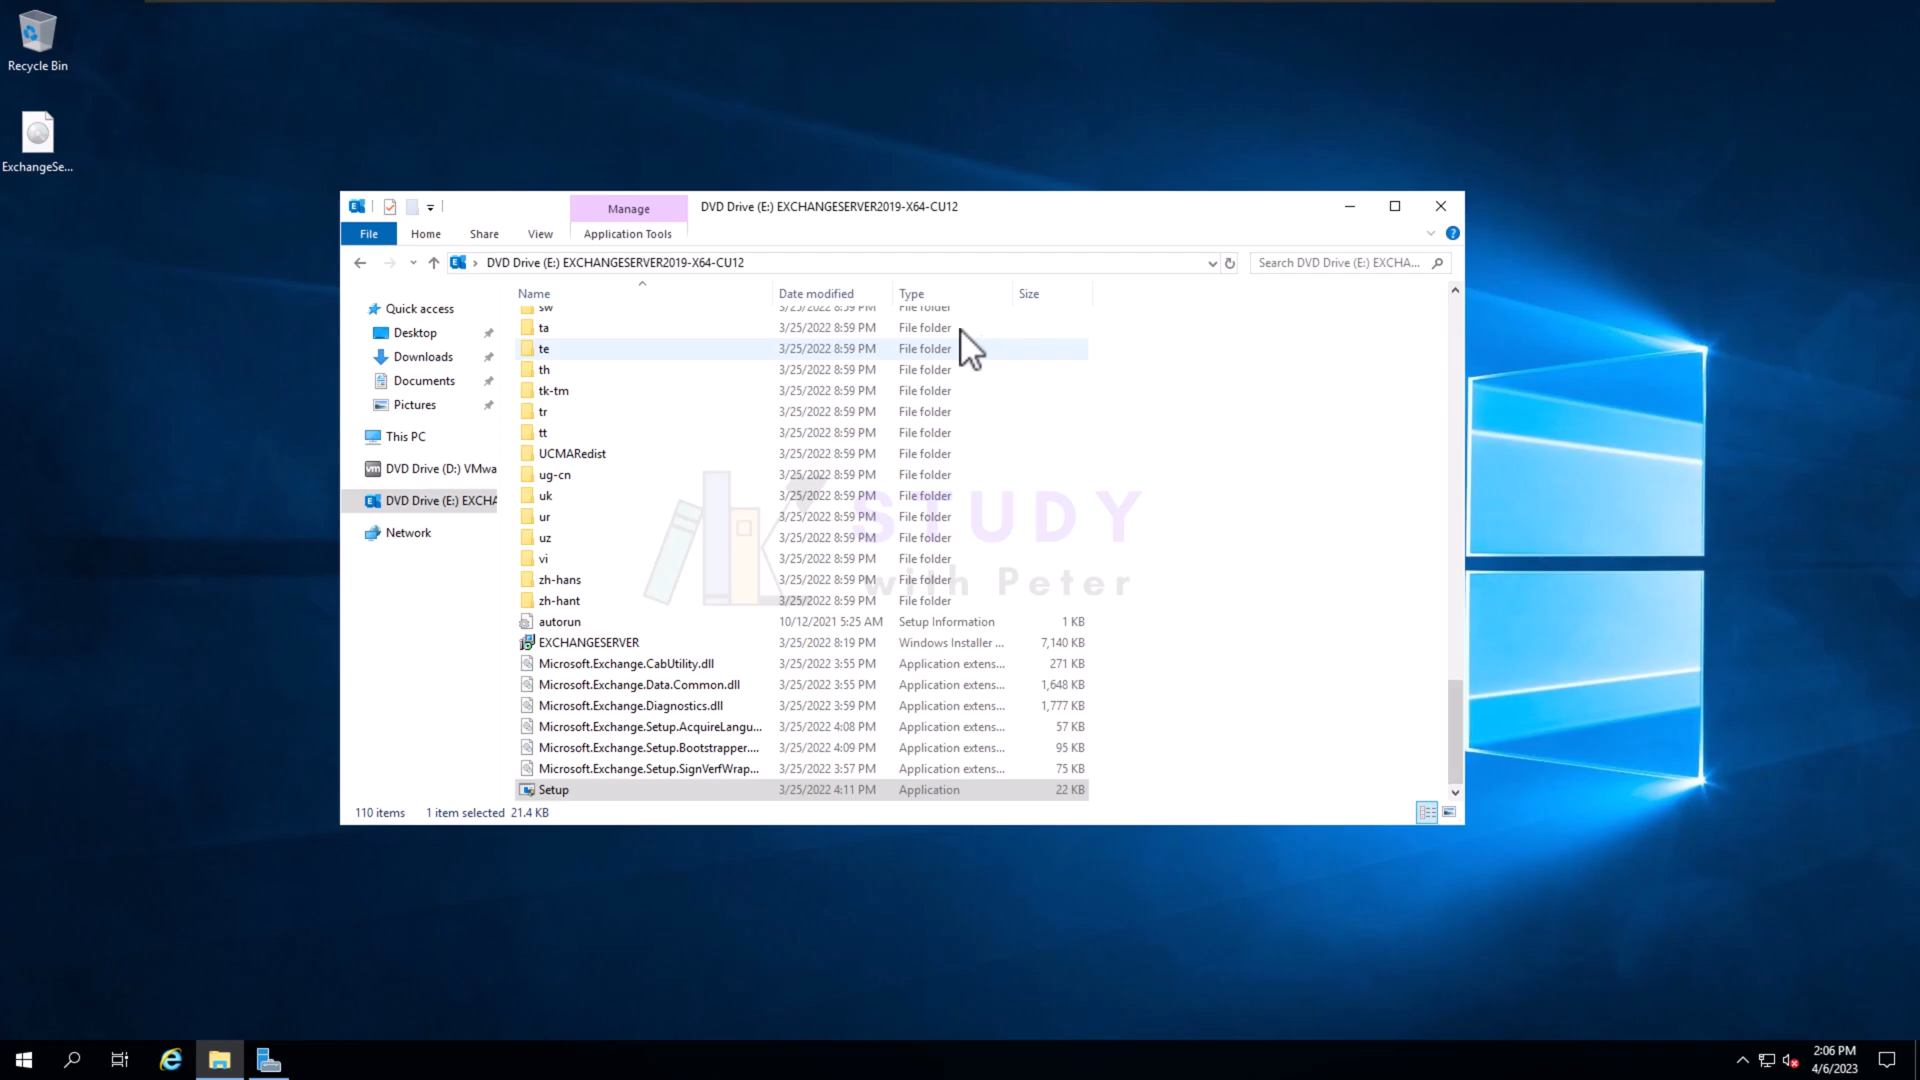 Recycle Bin
ExchangeSe...
Manage
DVD Drive (E:) EXCHANGESERVER2019-X64-CU12
File
Home
Share
View
Application Tools
DVD Drive (E:) EXCHANGESERVER2019-X64-CU12
Search DVD Drive (E:) EXCHA...
Quick access
Desktop
Downloads
Documents
Pictures
This PC
DVD Drive (D:) VMwa
DVD Drive (E:) EXCHA
Network
Name Date modified Type Size
sw 3/25/2022 8:59 PM File folder
ta 3/25/2022 8:59 PM File folder
te 3/25/2022 8:59 PM File folder
th 3/25/2022 8:59 PM File folder
tk-tm 3/25/2022 8:59 PM File folder
tr 3/25/2022 8:59 PM File folder
tt 3/25/2022 8:59 PM File folder
UCMARedist 3/25/2022 8:59 PM File folder
ug-cn 3/25/2022 8:59 PM File folder
uk 3/25/2022 8:59 PM File folder
ur 3/25/2022 8:59 PM File folder
uz 3/25/2022 8:59 PM File folder
vi 3/25/2022 8:59 PM File folder
zh-hans 3/25/2022 8:59 PM File folder
zh-hant 3/25/2022 8:59 PM File folder
autorun 10/12/2021 5:25 AM Setup Information 1 KB
EXCHANGESERVER 3/25/2022 8:19 PM Windows Installer ... 7,140 KB
Microsoft.Exchange.CabUtility.dll 3/25/2022 3:55 PM Application extens... 271 KB
Microsoft.Exchange.Data.Common.dll 3/25/2022 3:55 PM Application extens... 1,648 KB
Microsoft.Exchange.Diagnostics.dll 3/25/2022 3:59 PM Application extens... 1,777 KB
Microsoft.Exchange.Setup.AcquireLangu... 3/25/2022 4:08 PM Application extens... 57 KB
Microsoft.Exchange.Setup.Bootstrapper.... 3/25/2022 4:09 PM Application extens... 95 KB
Microsoft.Exchange.Setup.SignVerfWrap... 3/25/2022 3:57 PM Application extens... 75 KB
Setup 3/25/2022 4:11 PM Application 22 KB
STUDY
with Peter
110 items 1 item selected 21.4 KB
2:06 PM
4/6/2023